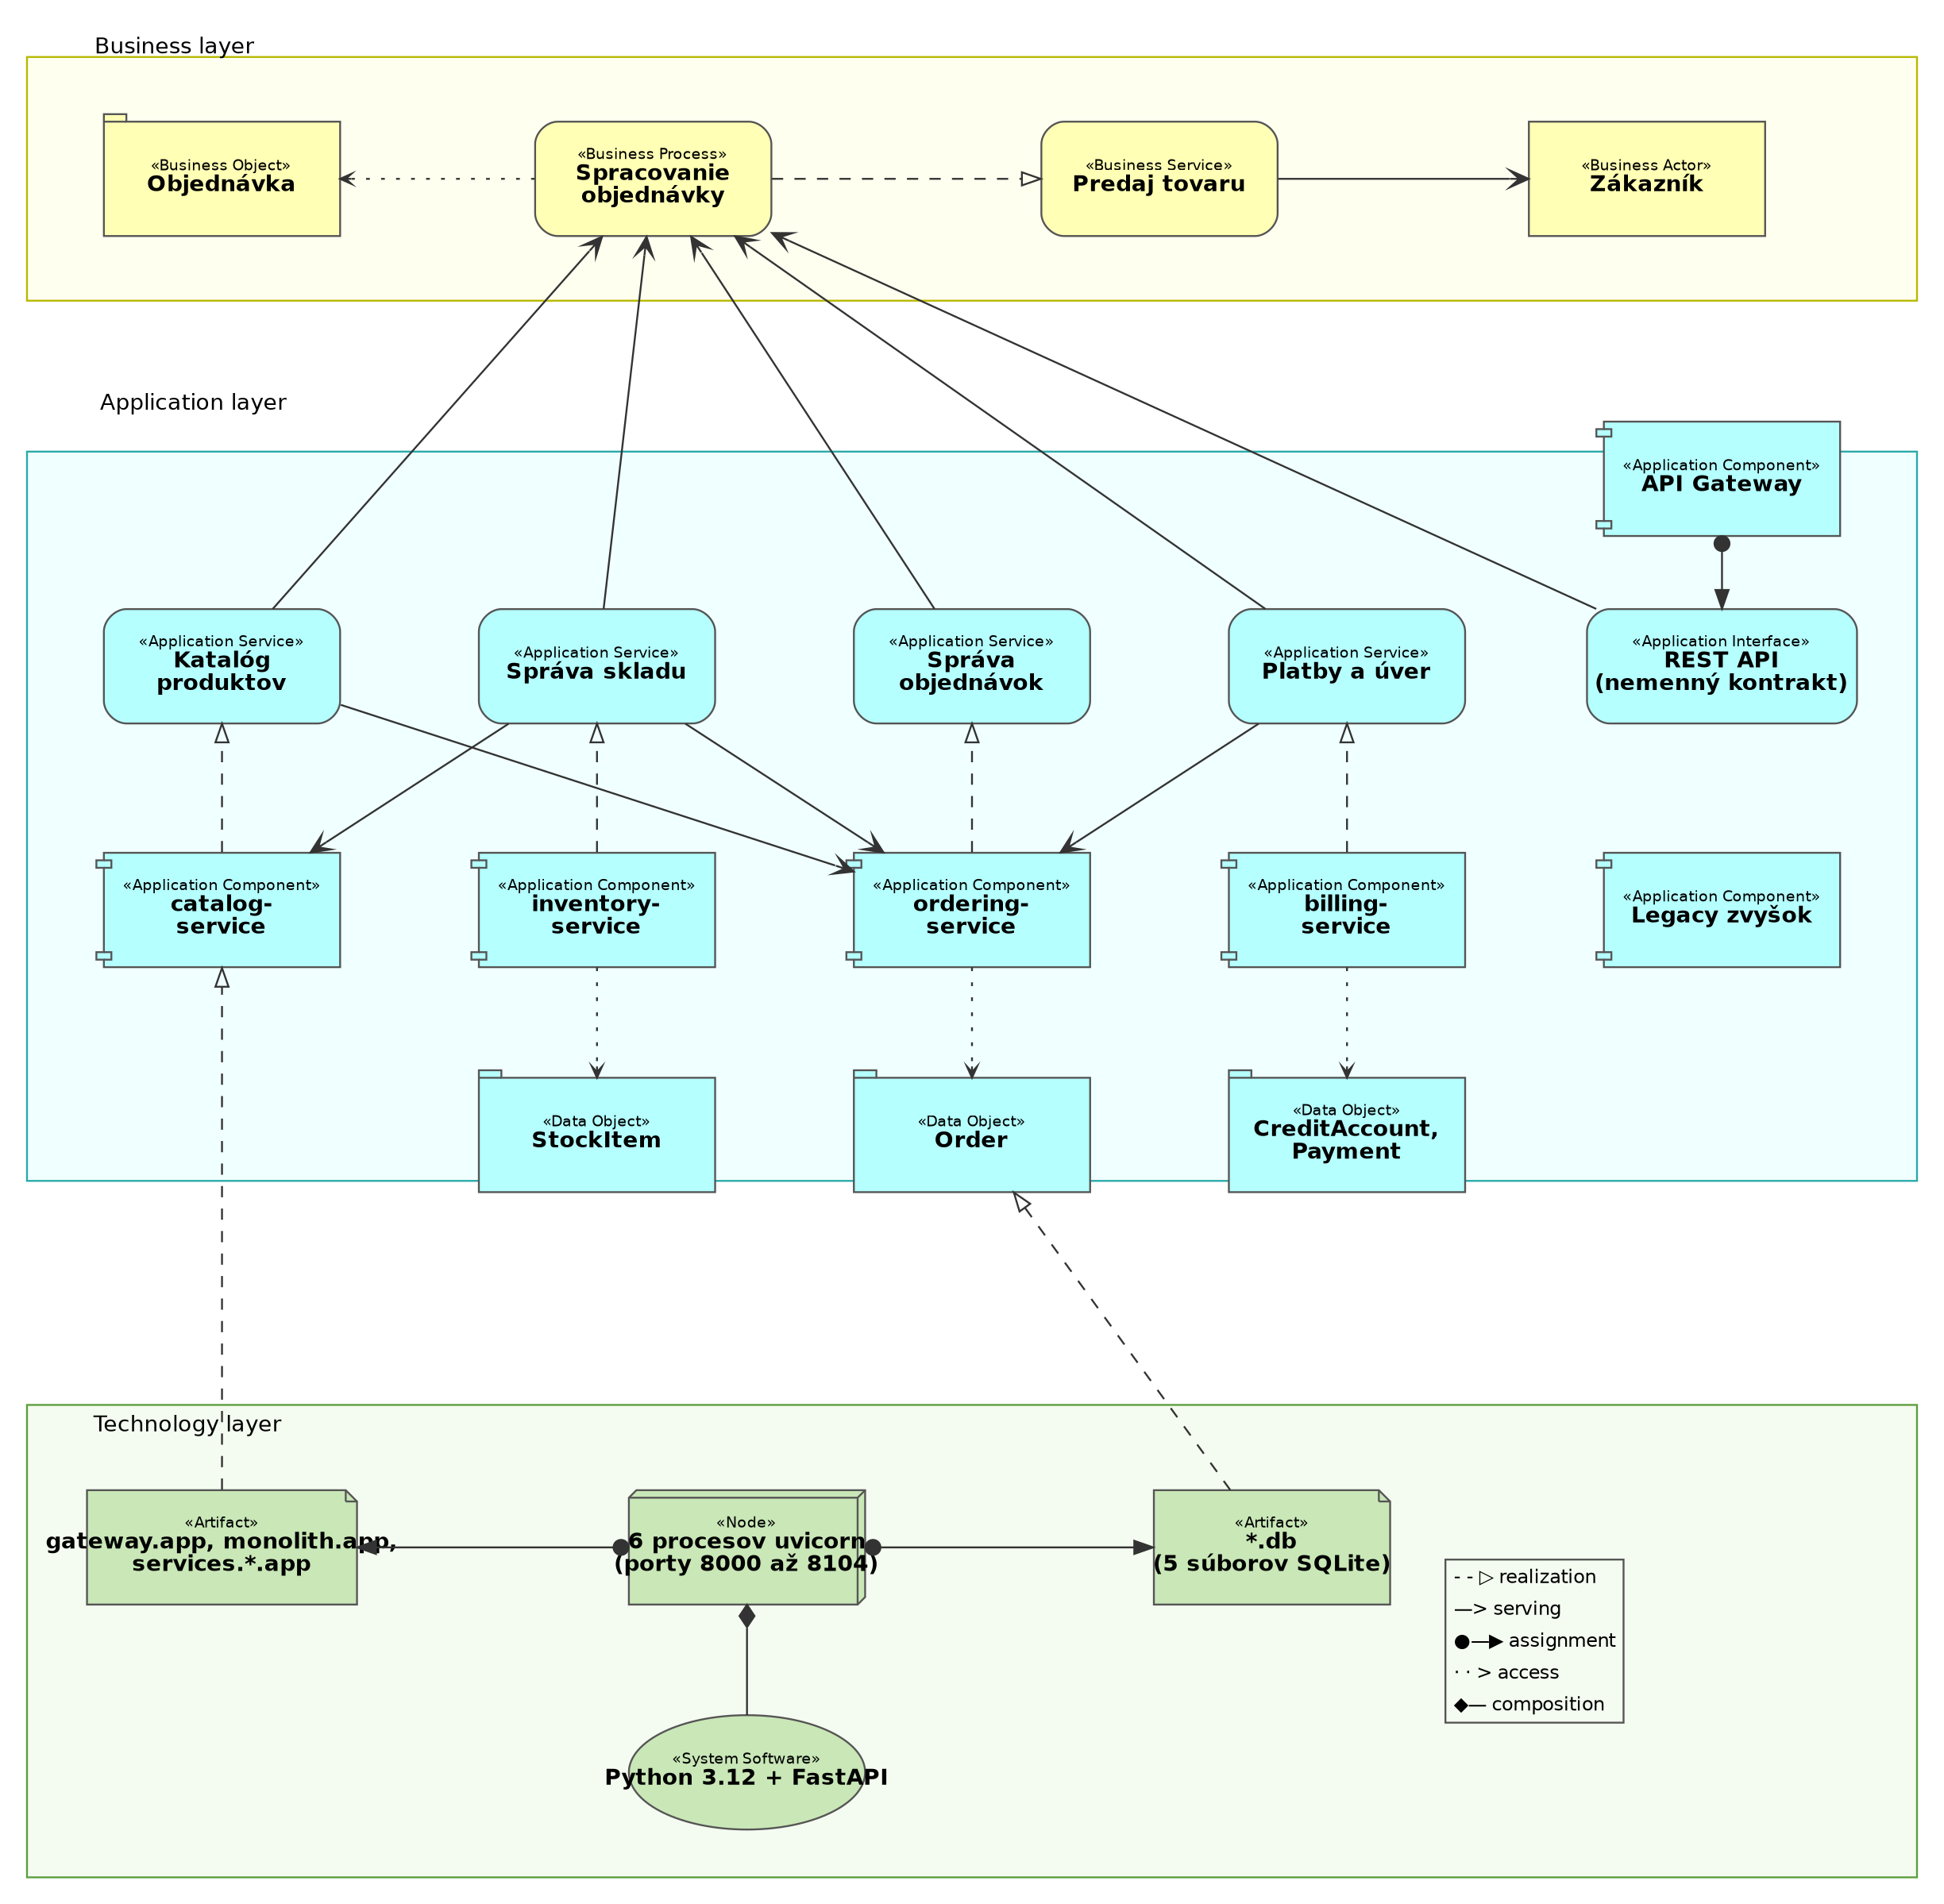 Business layer
«Business Object»
Objednávka
«Business Process»
Spracovanie
objednávky
«Business Service»
Predaj tovaru
«Business Actor»
Zákazník
Application layer
«Application Component»
API Gateway
«Application Service»
Katalóg
produktov
«Application Service»
Správa skladu
«Application Service»
Správa
objednávok
«Application Service»
Platby a úver
«Application Interface»
REST API
(nemenný kontrakt)
«Application Component»
catalog-
service
«Application Component»
inventory-
service
«Application Component»
ordering-
service
«Application Component»
billing-
service
«Application Component»
Legacy zvyšok
«Data Object»
StockItem
«Data Object»
Order
«Data Object»
CreditAccount,
Payment
Technology layer
«Artifact»
gateway.app, monolith.app,
services.*.app
«Node»
6 procesov uvicorn
(porty 8000 až 8104)
«Artifact»
*.db
(5 súborov SQLite)
- - ▷ realization
—> serving
●—▶ assignment
· · > access
◆— composition
«System Software»
Python 3.12 + FastAPI